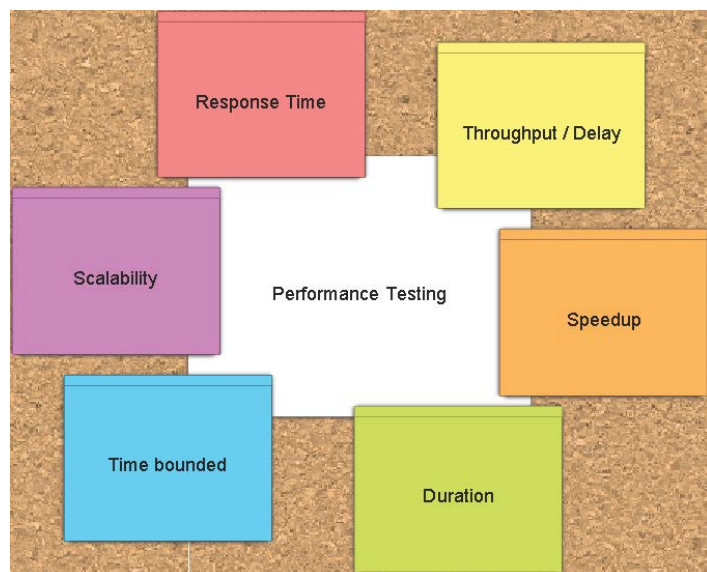 Response Time
Throughput / Delay
Scalability
Performance Testing
Speedup
Time bounded
Duration